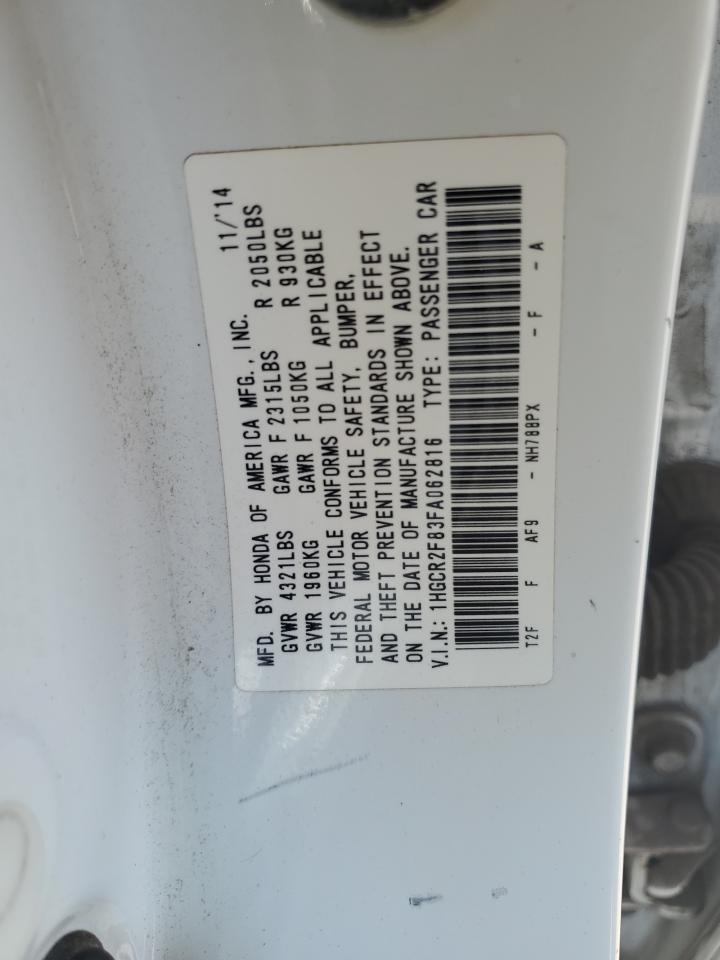 MFD. BY HONDA OF AMERICA MFG., INC. 11/'14
GVWR 4321LBS GAWR F 2315LBS R 2050LBS
GVWR 1960KG GAWR F 1050KG R 930KG
THIS VEHICLE CONFORMS TO ALL APPLICABLE
FEDERAL MOTOR VEHICLE SAFETY, BUMPER,
AND THEFT PREVENTION STANDARDS IN EFFECT
ON THE DATE OF MANUFACTURE SHOWN ABOVE.
V.I.N.: 1HGCR2F83FA062816 TYPE: PASSENGER CAR
T2F F AF9 - NH788PX - F - A